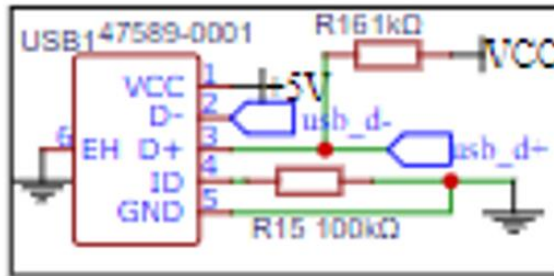 R16 1kΩ
USB1 47589-0001
VCC
VCC 1 +5V
D- 2 usb_d-
6 EH D+ 3 usb_d+
ID 4
GND 5
R15 100kΩ